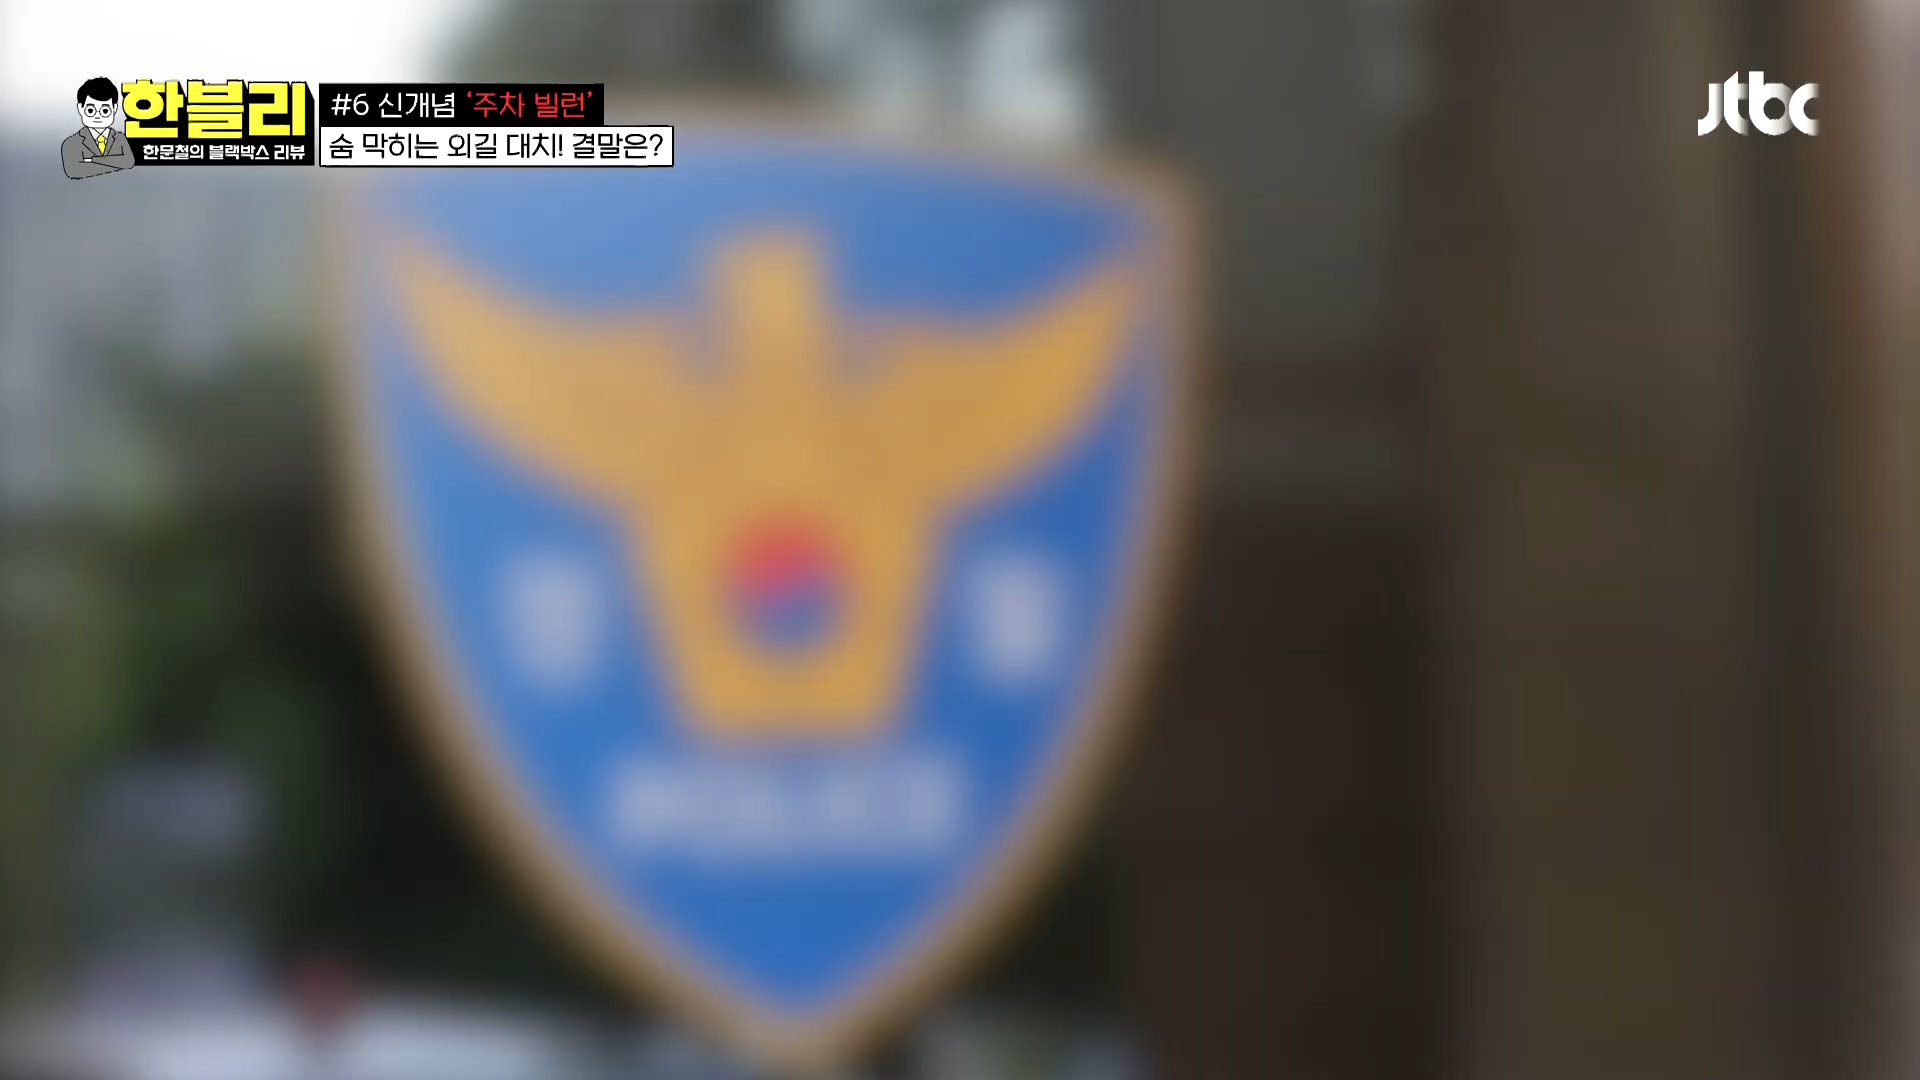 한블리
한문철의 블랙박스 리뷰
#6 신개념 ‘주차 빌런’
숨 막히는 외길 대치! 결말은?
jtbc